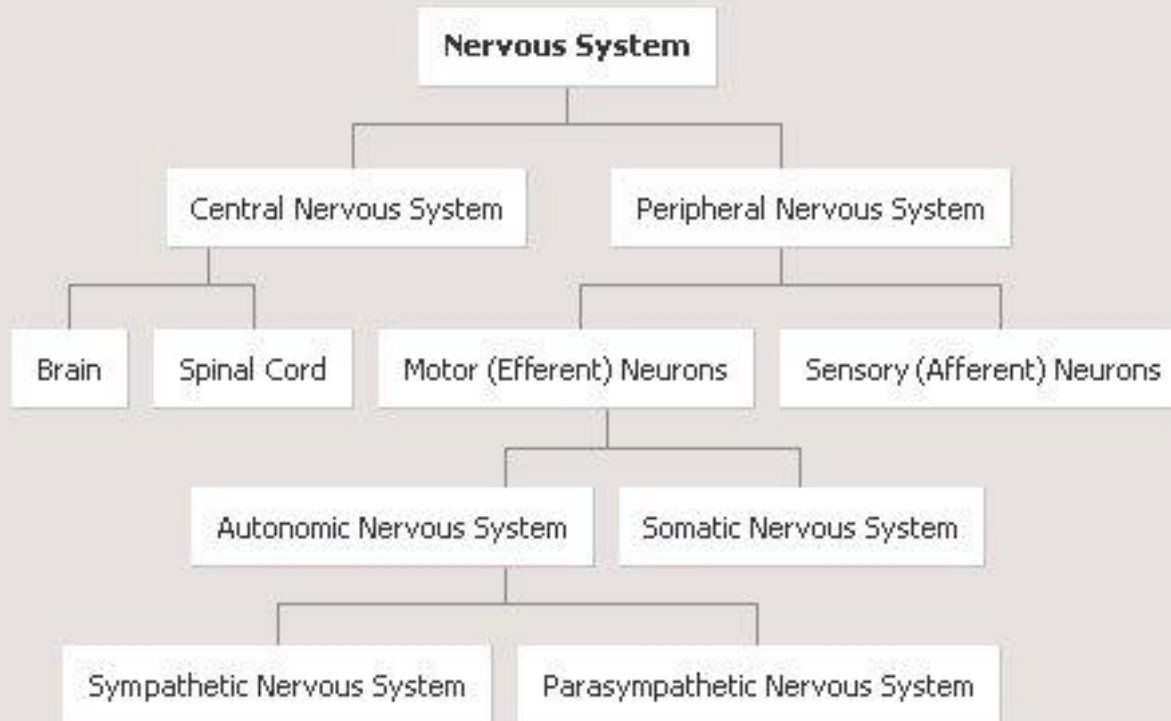 Nervous System
Central Nervous System
Peripheral Nervous System
Brain
Spinal Cord
Motor (Efferent) Neurons
Sensory (Afferent) Neurons
Autonomic Nervous System
Somatic Nervous System
Sympathetic Nervous System
Parasympathetic Nervous System